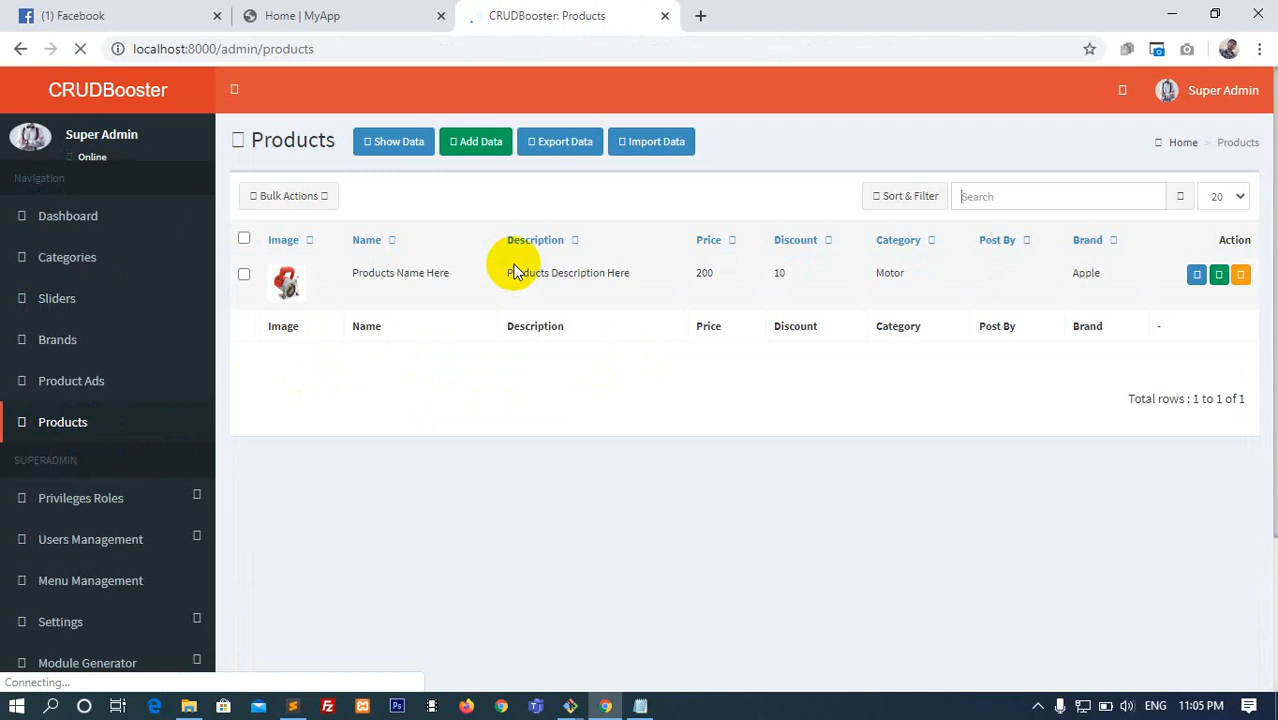 (1) Facebook
Home | MyApp
CRUDBooster: Products
localhost:8000/admin/products
CRUDBooster
Super Admin
Super Admin
Online
Products
Show Data
Add Data
Export Data
Import Data
Home > Products
Navigation
Dashboard
Categories
Sliders
Brands
Product Ads
Products
SUPERADMIN
Privileges Roles
Users Management
Menu Management
Settings
Module Generator
Bulk Actions
Sort & Filter
Search
20
Image Name Description Price Discount Category Post By Brand Action
Products Name Here Products Description Here 200 10 Motor Apple
Image Name Description Price Discount Category Post By Brand -
Total rows : 1 to 1 of 1
Connecting...
ENG 11:05 PM